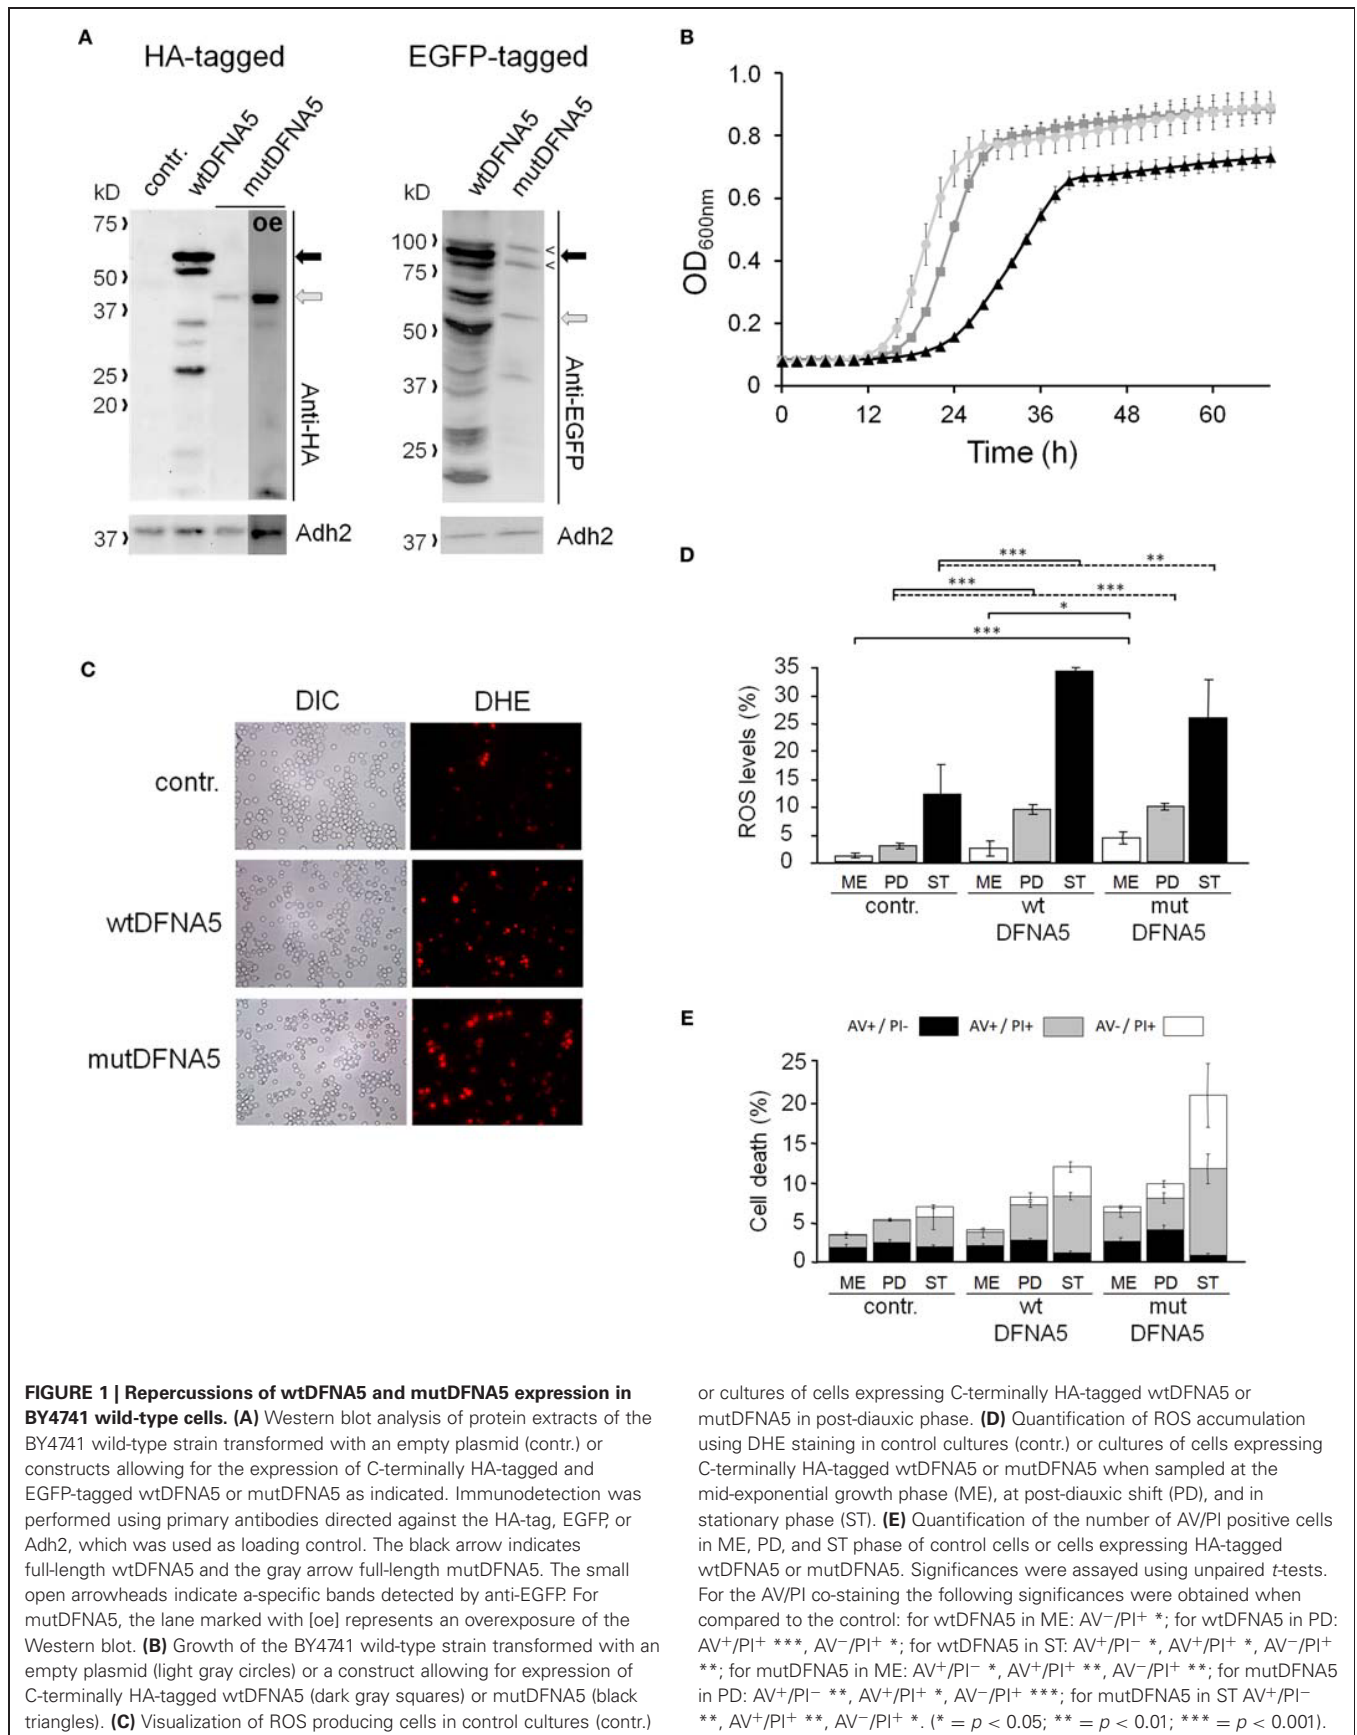 A
HA-tagged
EGFP-tagged
contr.
wtDFNA5
mutDFNA5
wtDFNA5
mutDFNA5
kD
75
50
37
25
20
37
oe
Anti-HA
Adh2
kD
100
75
50
37
25
37
<
<
Anti-EGFP
Adh2
B
OD600nm
1.0
0.8
0.6
0.4
0.2
0
0 12 24 36 48 60
Time (h)
C
DIC DHE
contr.
wtDFNA5
mutDFNA5
D
*** **
*** ***
*
***
ROS levels (%)
35
30
25
20
15
10
5
0
ME PD ST ME PD ST ME PD ST
contr. wt mut
DFNA5 DFNA5
E
AV+/ PI- AV+/ PI+ AV-/ PI+
Cell death (%)
25
20
15
10
5
0
ME PD ST ME PD ST ME PD ST
contr. wt mut
DFNA5 DFNA5
FIGURE 1 | Repercussions of wtDFNA5 and mutDFNA5 expression in
BY4741 wild-type cells. (A) Western blot analysis of protein extracts of the
BY4741 wild-type strain transformed with an empty plasmid (contr.) or
constructs allowing for the expression of C-terminally HA-tagged and
EGFP-tagged wtDFNA5 or mutDFNA5 as indicated. Immunodetection was
performed using primary antibodies directed against the HA-tag, EGFP, or
Adh2, which was used as loading control. The black arrow indicates
full-length wtDFNA5 and the gray arrow full-length mutDFNA5. The small
open arrowheads indicate a-specific bands detected by anti-EGFP. For
mutDFNA5, the lane marked with [oe] represents an overexposure of the
Western blot. (B) Growth of the BY4741 wild-type strain transformed with an
empty plasmid (light gray circles) or a construct allowing for expression of
C-terminally HA-tagged wtDFNA5 (dark gray squares) or mutDFNA5 (black
triangles). (C) Visualization of ROS producing cells in control cultures (contr.)
or cultures of cells expressing C-terminally HA-tagged wtDFNA5 or
mutDFNA5 in post-diauxic phase. (D) Quantification of ROS accumulation
using DHE staining in control cultures (contr.) or cultures of cells expressing
C-terminally HA-tagged wtDFNA5 or mutDFNA5 when sampled at the
mid-exponential growth phase (ME), at post-diauxic shift (PD), and in
stationary phase (ST). (E) Quantification of the number of AV/PI positive cells
in ME, PD, and ST phase of control cells or cells expressing HA-tagged
wtDFNA5 or mutDFNA5. Significances were assayed using unpaired t-tests.
For the AV/PI co-staining the following significances were obtained when
compared to the control: for wtDFNA5 in ME: AV−/PI+ *; for wtDFNA5 in PD:
AV+/PI+ ***, AV−/PI+ *; for wtDFNA5 in ST: AV+/PI− *, AV+/PI+ *, AV−/PI+
**; for mutDFNA5 in ME: AV+/PI− *, AV+/PI+ **, AV−/PI+ **; for mutDFNA5
in PD: AV+/PI− **, AV+/PI+ *, AV−/PI+ ***; for mutDFNA5 in ST AV+/PI−
**, AV+/PI+ **, AV−/PI+ *. (* = p < 0.05; ** = p < 0.01; *** = p < 0.001).